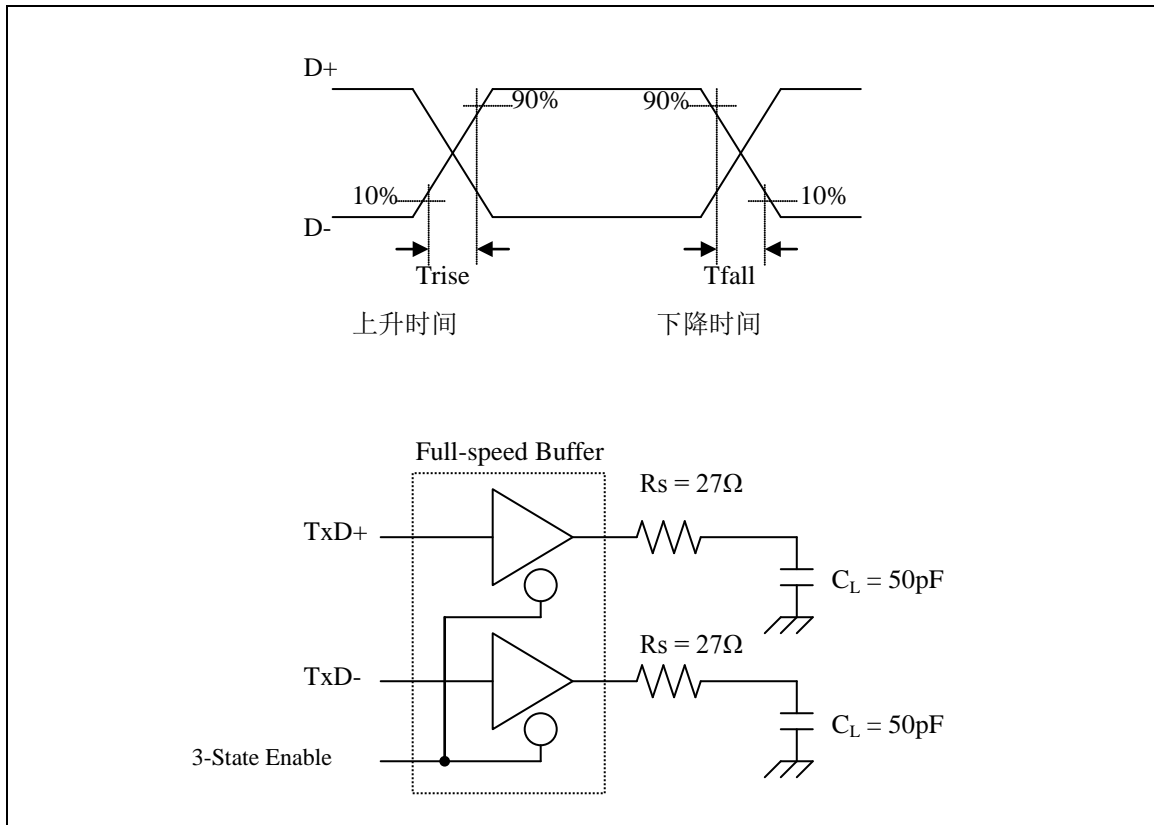 D+
90%
90%
10%
10%
D-
Trise
Tfall
上升时间
下降时间
Full-speed Buffer
Rs = 27Ω
TxD+
CL = 50pF
Rs = 27Ω
TxD-
CL = 50pF
3-State Enable